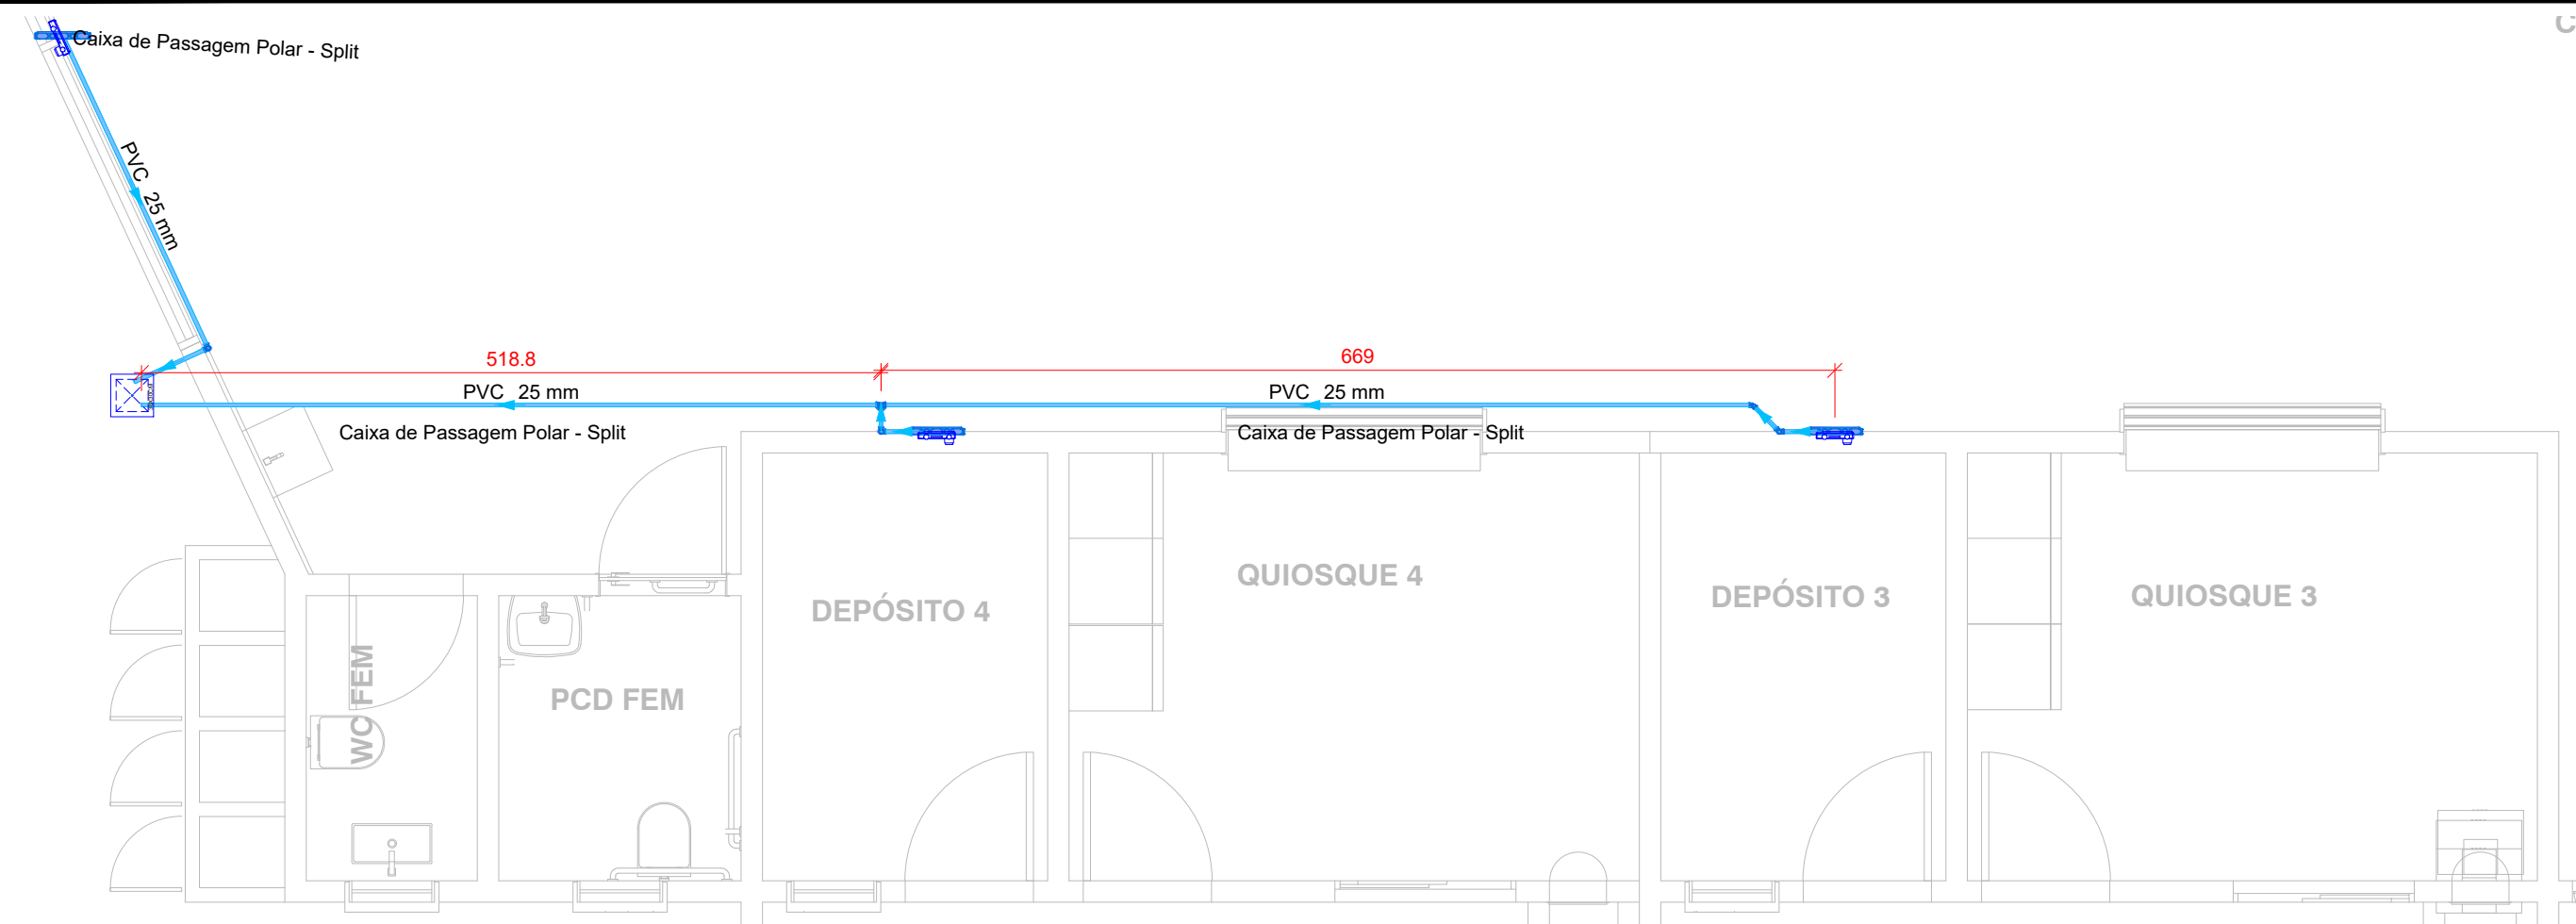 Caixa de Passagem Polar - Split
PVC 25 mm
518.8
669
PVC 25 mm
PVC 25 mm
Caixa de Passagem Polar - Split
Caixa de Passagem Polar - Split
QUIOSQUE 4
DEPÓSITO 4
DEPÓSITO 3
QUIOSQUE 3
WC FEM
PCD FEM